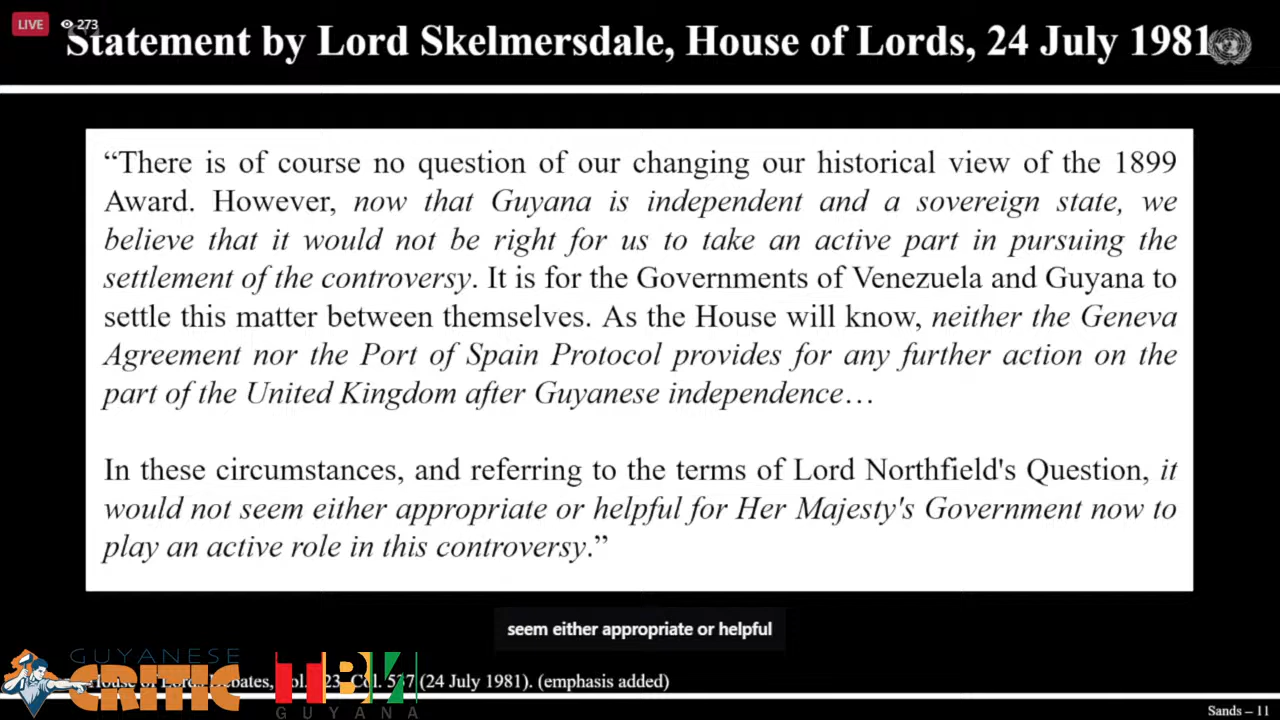 LIVE 273
Statement by Lord Skelmersdale, House of Lords, 24 July 1981
“There is of course no question of our changing our historical view of the 1899
Award. However, now that Guyana is independent and a sovereign state, we
believe that it would not be right for us to take an active part in pursuing the
settlement of the controversy. It is for the Governments of Venezuela and Guyana to
settle this matter between themselves. As the House will know, neither the Geneva
Agreement nor the Port of Spain Protocol provides for any further action on the
part of the United Kingdom after Guyanese independence…
In these circumstances, and referring to the terms of Lord Northfield's Question, it
would not seem either appropriate or helpful for Her Majesty's Government now to
play an active role in this controversy.”
seem either appropriate or helpful
GUYANESE
CRITIC
GUYANA
House of Lords Debates, (24 July 1981). (emphasis added)
Sands – 11